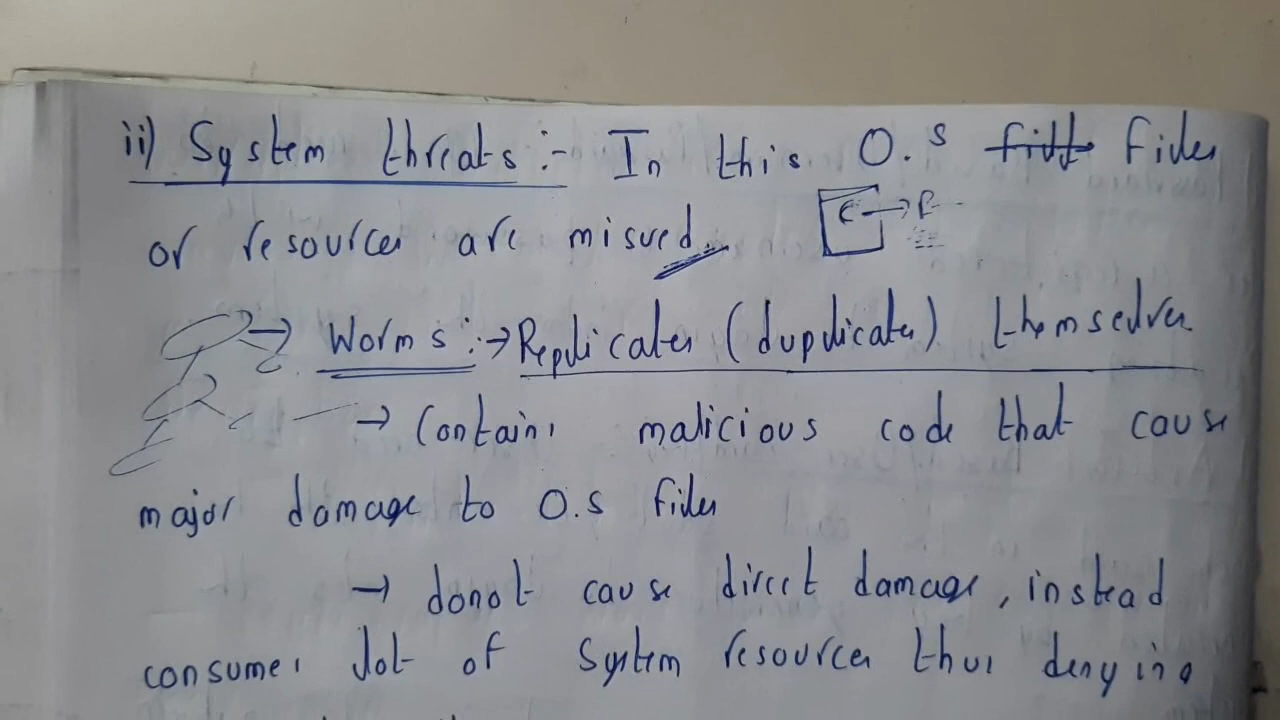 ii) System threats :- In this O.S files
or resources are misused.
C → F
→ Worms :→ Replicates (duplicates) themselves
→ Contains malicious code that cause
major damage to O.S files
→ donot cause direct damage, instead
consumes lot of system resources thus denying